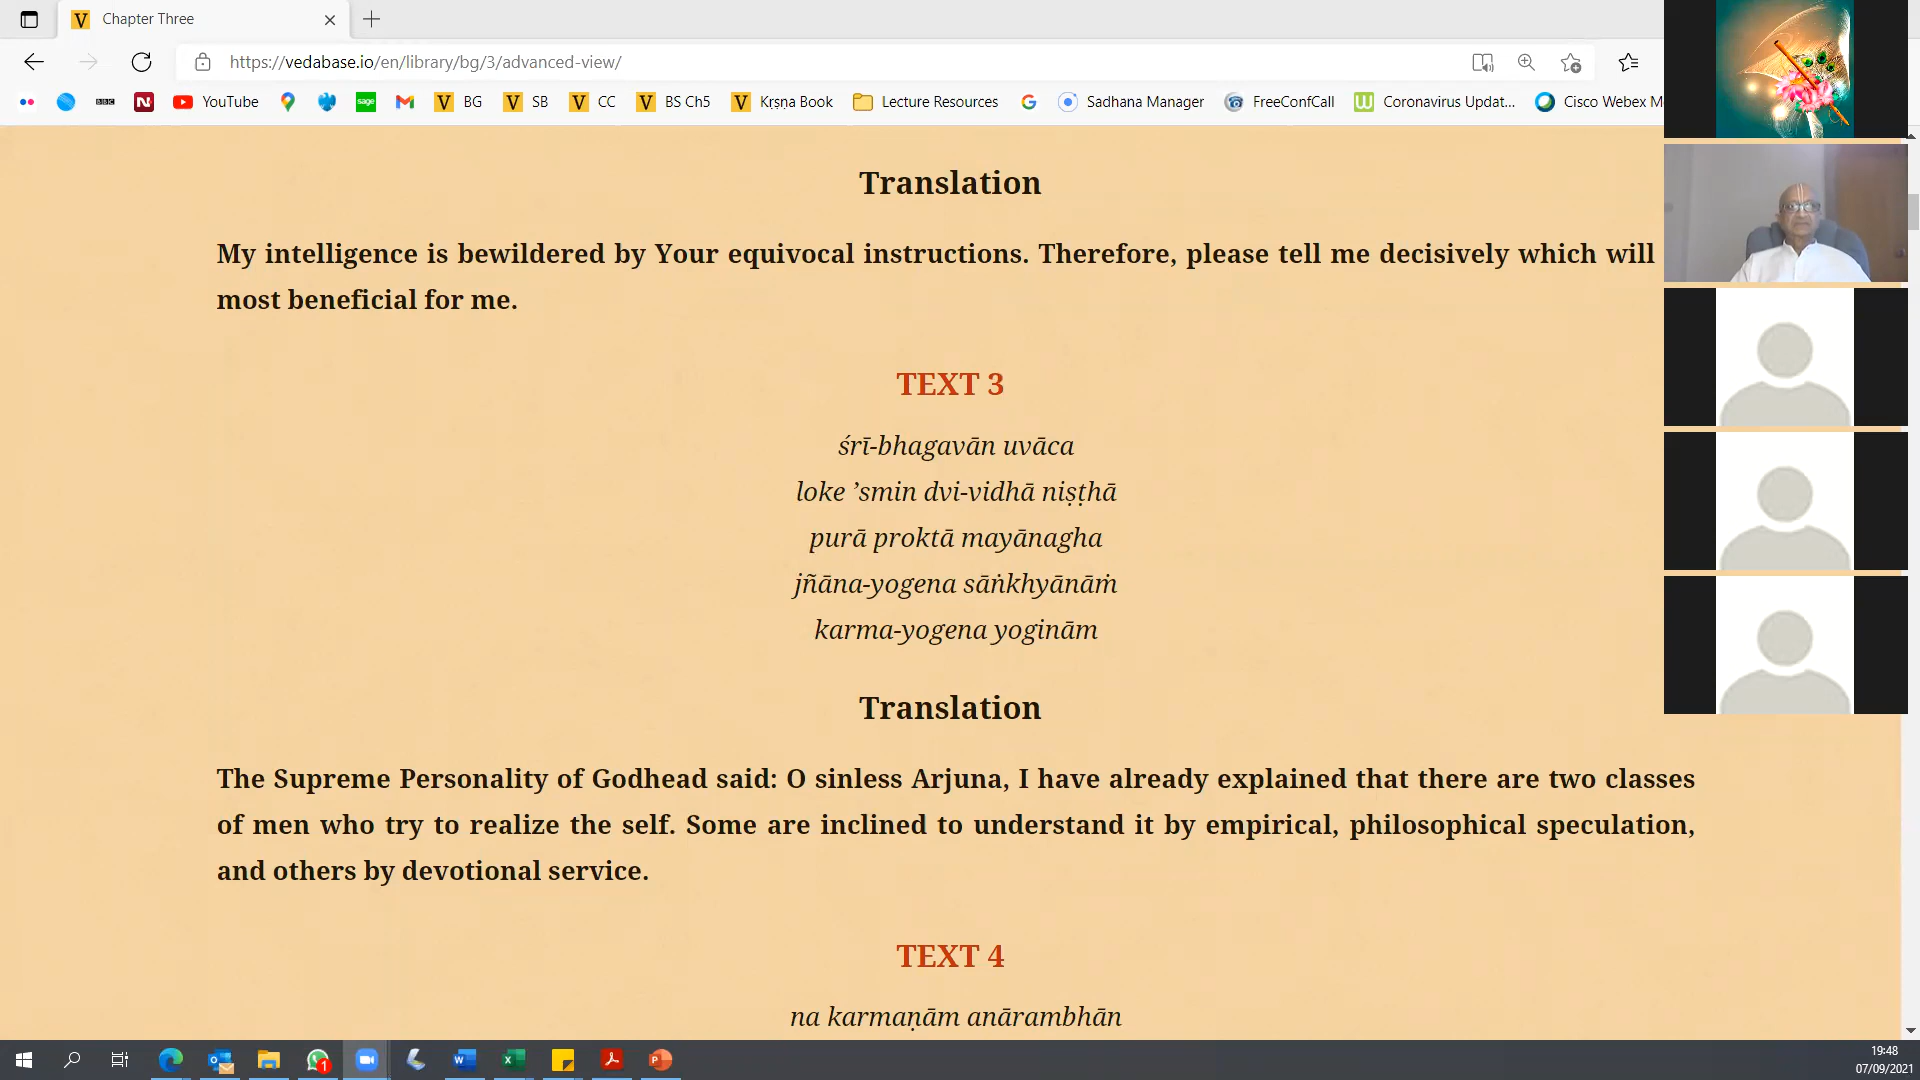 Chapter Three
https://vedabase.io/en/library/bg/3/advanced-view/
BBC
N
YouTube
sage
V BG
V SB
V CC
V BS Ch5
V Kṛṣṇa Book
Lecture Resources
G
Sadhana Manager
FreeConfCall
W Coronavirus Updat...
Cisco Webex M
Translation
My intelligence is bewildered by Your equivocal instructions. Therefore, please tell me decisively which will
most beneficial for me.
TEXT 3
śrī-bhagavān uvāca
loke ’smin dvi-vidhā niṣṭhā
purā proktā mayānagha
jñāna-yogena sāṅkhyānāṁ
karma-yogena yoginām
Translation
The Supreme Personality of Godhead said: O sinless Arjuna, I have already explained that there are two classes
of men who try to realize the self. Some are inclined to understand it by empirical, philosophical speculation,
and others by devotional service.
TEXT 4
na karmaṇām anārambhān
1
19:48
07/09/2021